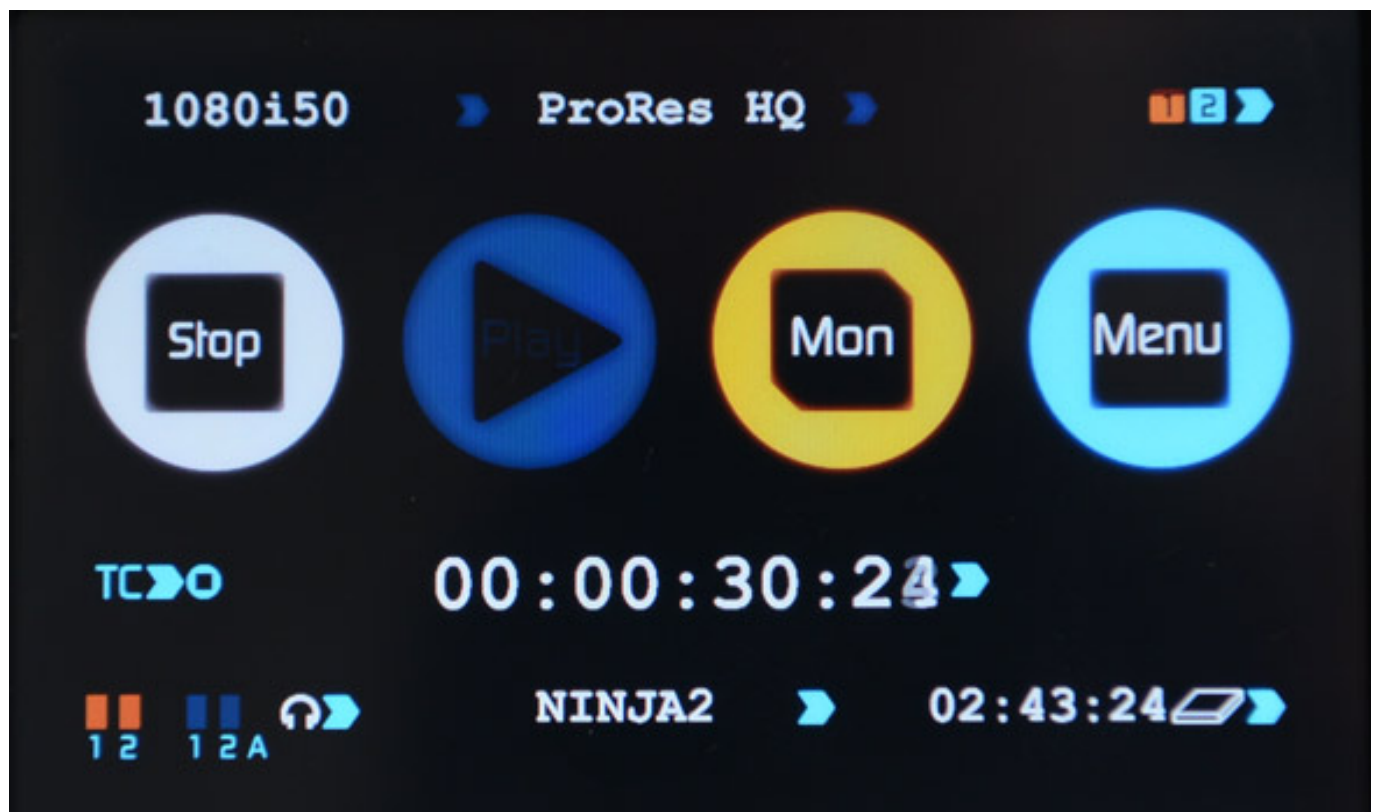 1080i50 ProRes HQ 1 2
Stop Play Mon Menu
TC 00:00:30:24
NINJA2 02:43:24
1 2 1 2 A